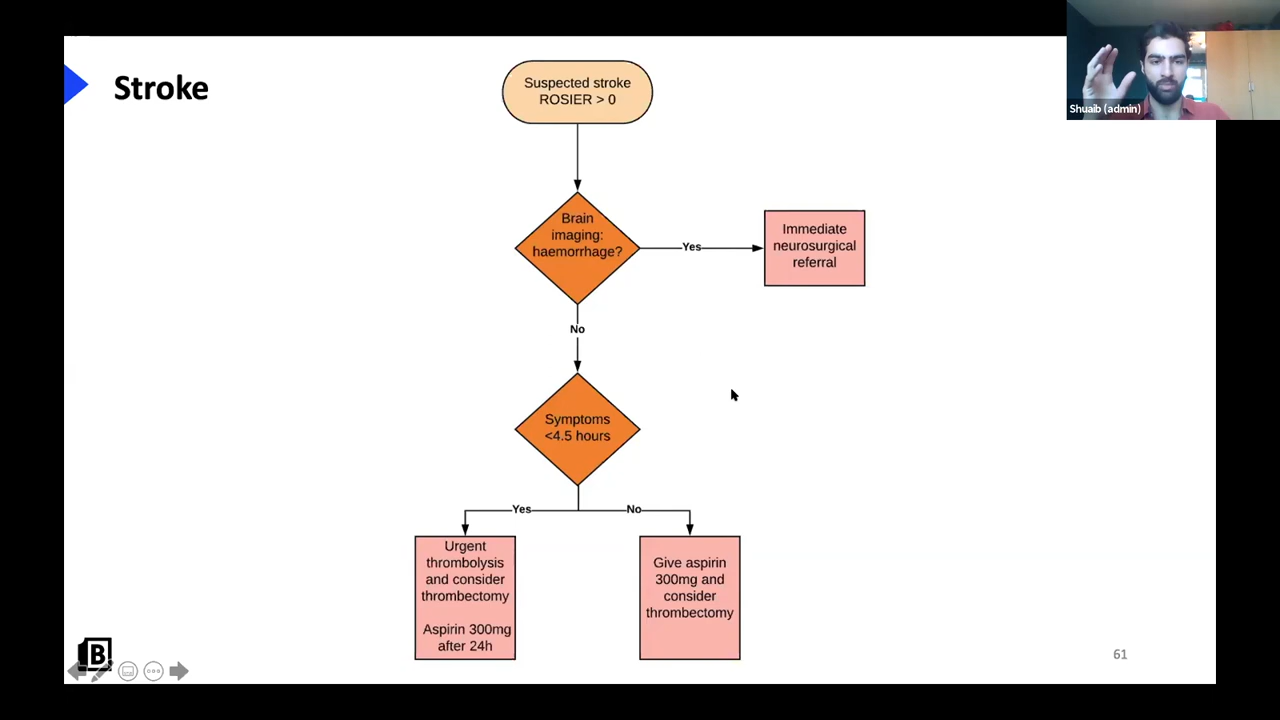 Stroke
Shuaib (admin)
Suspected stroke
ROSIER > 0
Brain
imaging:
haemorrhage?
Yes
Immediate
neurosurgical
referral
No
Symptoms
<4.5 hours
Yes
No
Urgent
thrombolysis
and consider
thrombectomy
Aspirin 300mg
after 24h
Give aspirin
300mg and
consider
thrombectomy
B
61